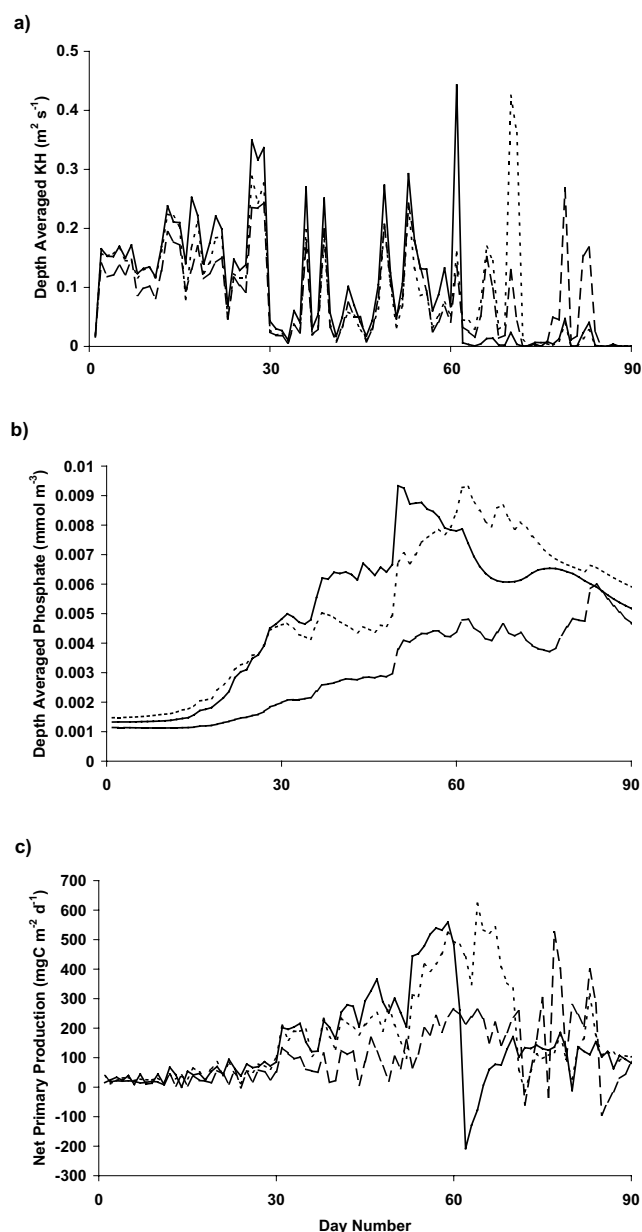 a)
0.5
0.4
0.3
0.2
0.1
0
Depth Averaged KH (m² s⁻¹)
0 30 60 90
b)
0.01
0.009
0.008
0.007
0.006
0.005
0.004
0.003
0.002
0.001
0
Depth Averaged Phosphate (mmol m⁻³)
0 30 60 90
c)
700
600
500
400
300
200
100
0
-100
-200
-300
Net Primary Production (mgC m⁻² d⁻¹)
0 30 60 90
Day Number